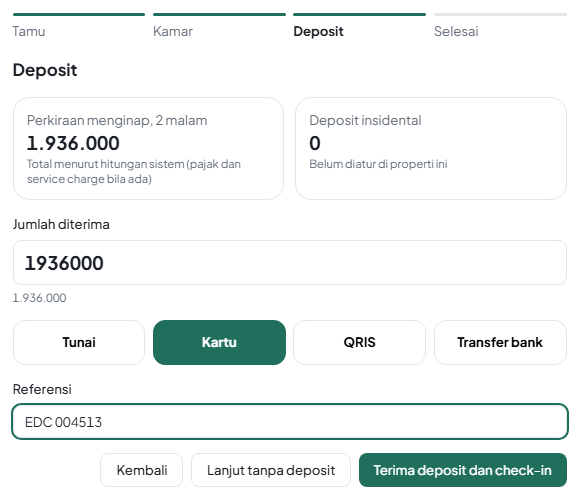 Tamu
Kamar
Deposit
Selesai
Deposit
Perkiraan menginap, 2 malam
1.936.000
Total menurut hitungan sistem (pajak dan
service charge bila ada)
Deposit insidental
0
Belum diatur di properti ini
Jumlah diterima
1936000
1.936.000
Tunai
Kartu
QRIS
Transfer bank
Referensi
EDC 004513
Kembali
Lanjut tanpa deposit
Terima deposit dan check-in